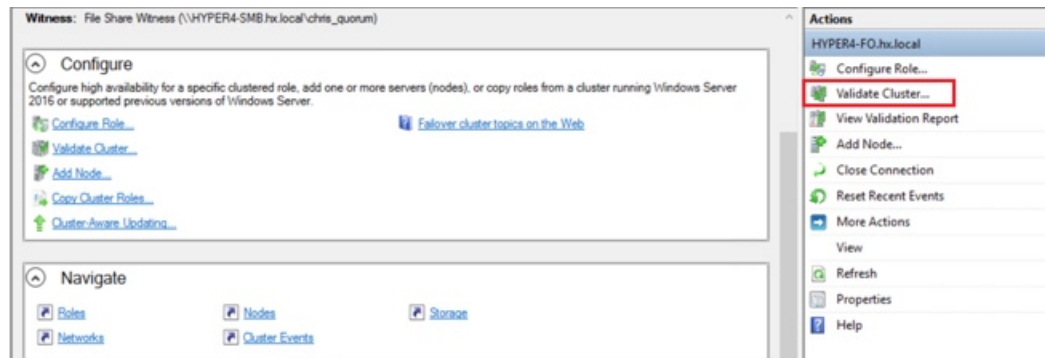 Witness: File Share Witness (\\HYPER4-SMB.hx.local\chris_quorum)
Configure
Configure high availability for a specific clustered role, add one or more servers (nodes), or copy roles from a cluster running Windows Server
2016 or supported previous versions of Windows Server.
Configure Role...
Failover cluster topics on the Web
Validate Cluster...
Add Node...
Copy Cluster Roles...
Cluster-Aware Updating...
Navigate
Roles
Nodes
Storage
Networks
Cluster Events
Actions
HYPER4-FO.hx.local
Configure Role...
Validate Cluster...
View Validation Report
Add Node...
Close Connection
Reset Recent Events
More Actions
View
Refresh
Properties
Help